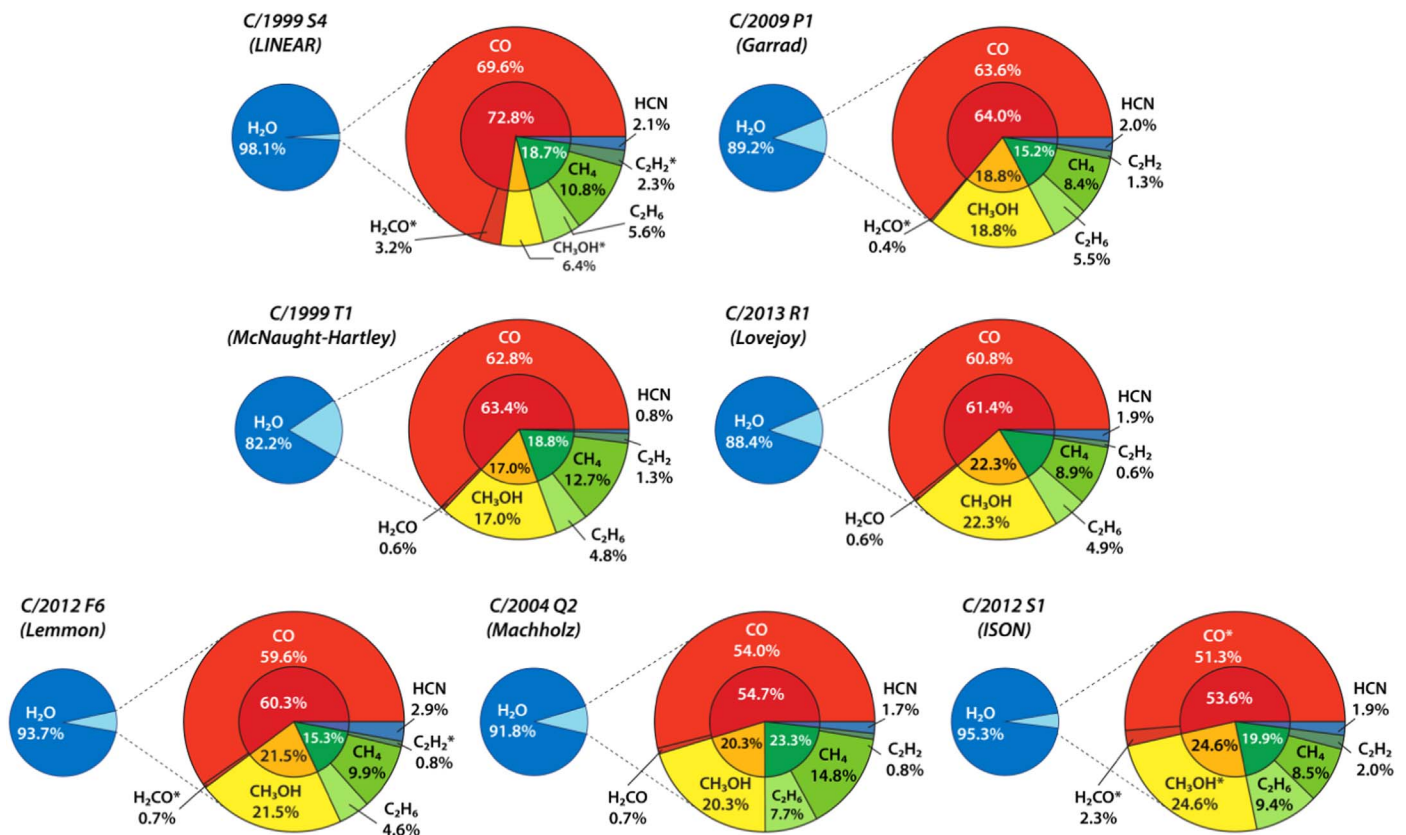 C/1999 S4
(LINEAR)
H₂O
98.1%
CO
69.6%
72.8%
18.7%
HCN
2.1%
C₂H₂*
2.3%
CH₄
10.8%
C₂H₆
5.6%
CH₃OH*
6.4%
H₂CO*
3.2%
C/2009 P1
(Garrad)
H₂O
89.2%
CO
63.6%
64.0%
15.2%
18.8%
HCN
2.0%
C₂H₂
1.3%
CH₄
8.4%
C₂H₆
5.5%
CH₃OH
18.8%
H₂CO*
0.4%
C/1999 T1
(McNaught-Hartley)
H₂O
82.2%
CO
62.8%
63.4%
18.8%
17.0%
HCN
0.8%
C₂H₂
1.3%
CH₄
12.7%
C₂H₆
4.8%
CH₃OH
17.0%
H₂CO
0.6%
C/2013 R1
(Lovejoy)
H₂O
88.4%
CO
60.8%
61.4%
22.3%
HCN
1.9%
C₂H₂
0.6%
CH₄
8.9%
C₂H₆
4.9%
CH₃OH
22.3%
H₂CO
0.6%
C/2012 F6
(Lemmon)
H₂O
93.7%
CO
59.6%
60.3%
15.3%
21.5%
HCN
2.9%
C₂H₂*
0.8%
CH₄
9.9%
C₂H₆
4.6%
CH₃OH
21.5%
H₂CO*
0.7%
C/2004 Q2
(Machholz)
H₂O
91.8%
CO
54.0%
54.7%
23.3%
20.3%
HCN
1.7%
C₂H₂
0.8%
CH₄
14.8%
C₂H₆
7.7%
CH₃OH
20.3%
H₂CO
0.7%
C/2012 S1
(ISON)
H₂O
95.3%
CO*
51.3%
53.6%
19.9%
24.6%
HCN
1.9%
C₂H₂
2.0%
CH₄
8.5%
C₂H₆
9.4%
CH₃OH*
24.6%
H₂CO*
2.3%